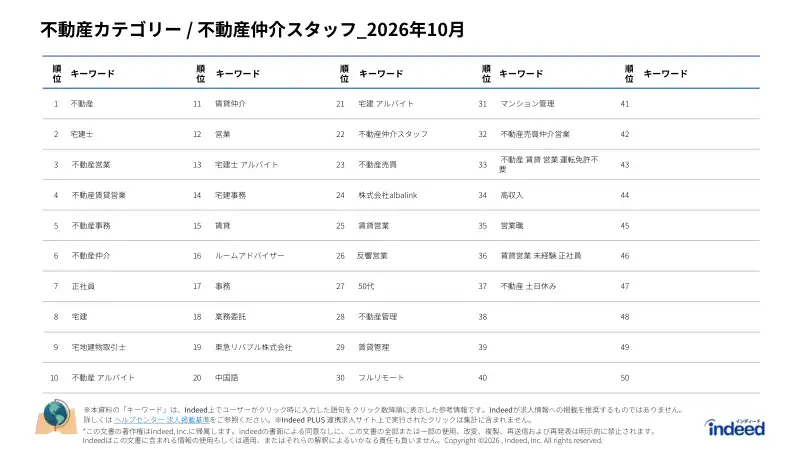 不動産カテゴリー / 不動産仲介スタッフ_2026年10月
順位 キーワード 順位 キーワード 順位 キーワード 順位 キーワード 順位 キーワード
1 不動産 11 賃貸仲介 21 宅建 アルバイト 31 マンション管理 41
2 宅建士 12 営業 22 不動産仲介スタッフ 32 不動産売買仲介営業 42
3 不動産営業 13 宅建士 アルバイト 23 不動産売買 33 不動産 賃貸 営業 運転免許不要 43
4 不動産賃貸営業 14 宅建事務 24 株式会社albalink 34 高収入 44
5 不動産事務 15 賃貸 25 賃貸営業 35 営業職 45
6 不動産仲介 16 ルームアドバイザー 26 反響営業 36 賃貸営業 未経験 正社員 46
7 正社員 17 事務 27 50代 37 不動産 土日休み 47
8 宅建 18 業務委託 28 不動産管理 38 48
9 宅地建物取引士 19 東急リバブル株式会社 29 賃貸管理 39 49
10 不動産 アルバイト 20 中国語 30 フルリモート 40 50
※本資料の「キーワード」は、Indeed上でユーザーがクリック時に入力した語句をクリック数降順に表示した参考情報です。Indeedが求人情報への掲載を推奨するものではありません。
詳しくは ヘルプセンター 求人掲載基準をご参照ください。※Indeed PLUS 連携求人サイト上で実行されたクリックは集計に含まれません。
*この文書の著作権はIndeed, Inc.に帰属します。Indeedの書面による同意なしに、この文書の全部または一部の使用、改変、複製、再送信および再発表は明示的に禁止されます。
Indeedはこの文書に含まれる情報の使用もしくは適用、またはそれらの解釈によるいかなる責任も負いません。Copyright ©2026 , Indeed, Inc. All rights reserved.
インディード
indeed